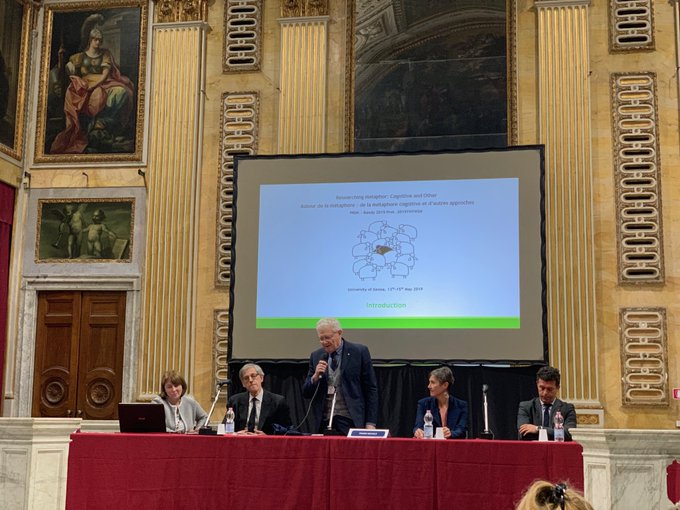 Researching Metaphor: Cognitive and Other
Autour de la métaphore : de la métaphore cognitive et d'autres approches
University of Genoa, 13th-15th May 2019
Introduction